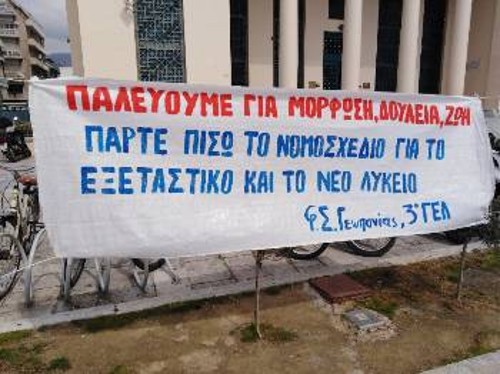 ΠΑΛΕΥΟΥΜΕ ΓΙΑ ΜΟΡΦΩΣΗ, ΔΟΥΛΕΙΑ, ΖΩΗ
ΠΑΡΤΕ ΠΙΣΩ ΤΟ ΝΟΜΟΣΧΕΔΙΟ ΓΙΑ ΤΟ
ΕΞΕΤΑΣΤΙΚΟ ΚΑΙ ΤΟ ΝΕΟ ΛΥΚΕΙΟ
Φ.Σ. Γεωπονίας, 3ο ΓΕΛ